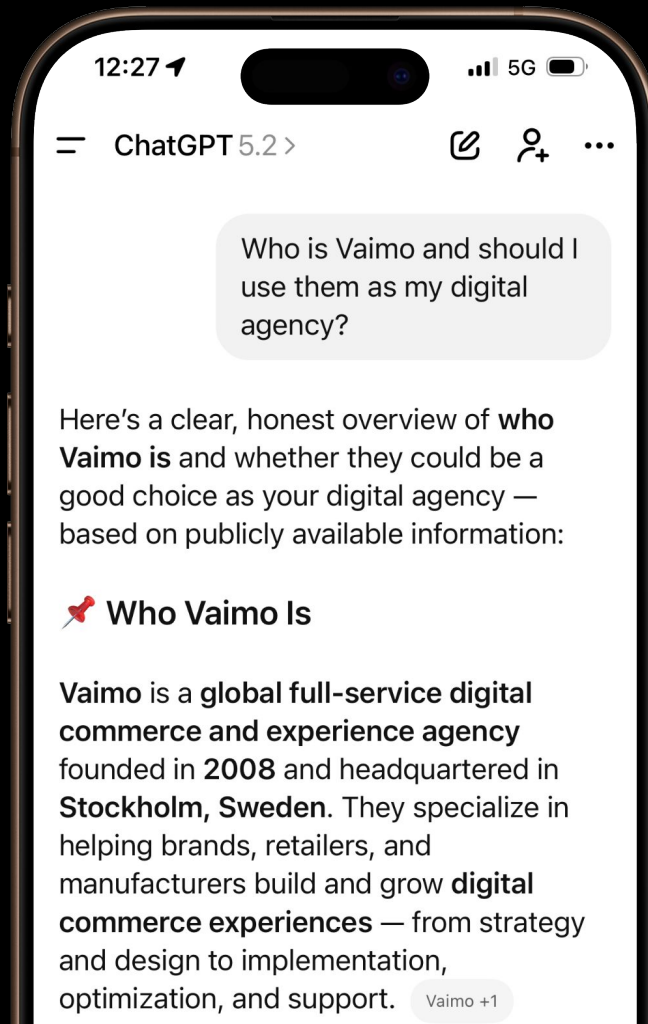 12:27 5G
ChatGPT 5.2
Who is Vaimo and should I
use them as my digital
agency?
Here’s a clear, honest overview of who
Vaimo is and whether they could be a
good choice as your digital agency —
based on publicly available information:
📌 Who Vaimo Is
Vaimo is a global full-service digital
commerce and experience agency
founded in 2008 and headquartered in
Stockholm, Sweden. They specialize in
helping brands, retailers, and
manufacturers build and grow digital
commerce experiences — from strategy
and design to implementation,
optimization, and support. Vaimo +1